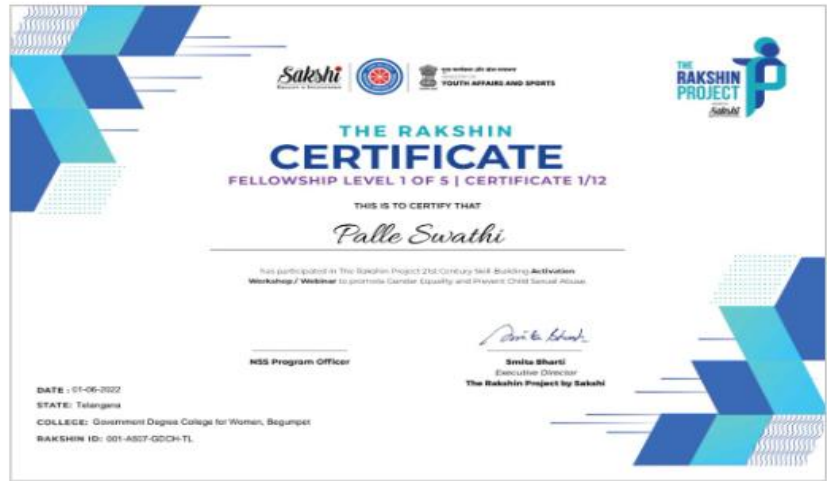 Sakshi
YOUTH AFFAIRS AND SPORTS
THE
RAKSHIN
PROJECT
Sakshi
THE RAKSHIN
CERTIFICATE
FELLOWSHIP LEVEL 1 OF 5 | CERTIFICATE 1/12
THIS IS TO CERTIFY THAT
Palle Swathi
has participated in The Rakshin Project 21st Century Skill Building Activation
Workshop / Webinar to promote Gender Equality and Prevent Child Sexual Abuse
NSS Program Officer
Smita Bharti
Executive Director
The Rakshin Project by Sakshi
DATE : 01-06-2022
STATE: Telangana
COLLEGE: Government Degree College for Women, Begumpet
RAKSHIN ID: 001-A507-GDCH-TL